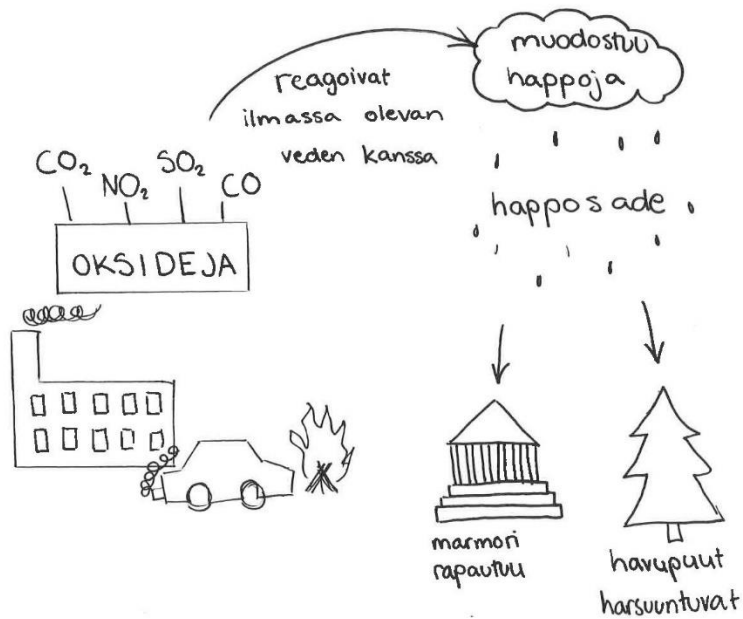 muodostuu
happoja
reagoivat
ilmassa olevan
veden kanssa
CO₂
NO₂
SO₂
CO
OKSIDEJA
happosade
marmori
rapautuu
havupuut
harsuuntuvat